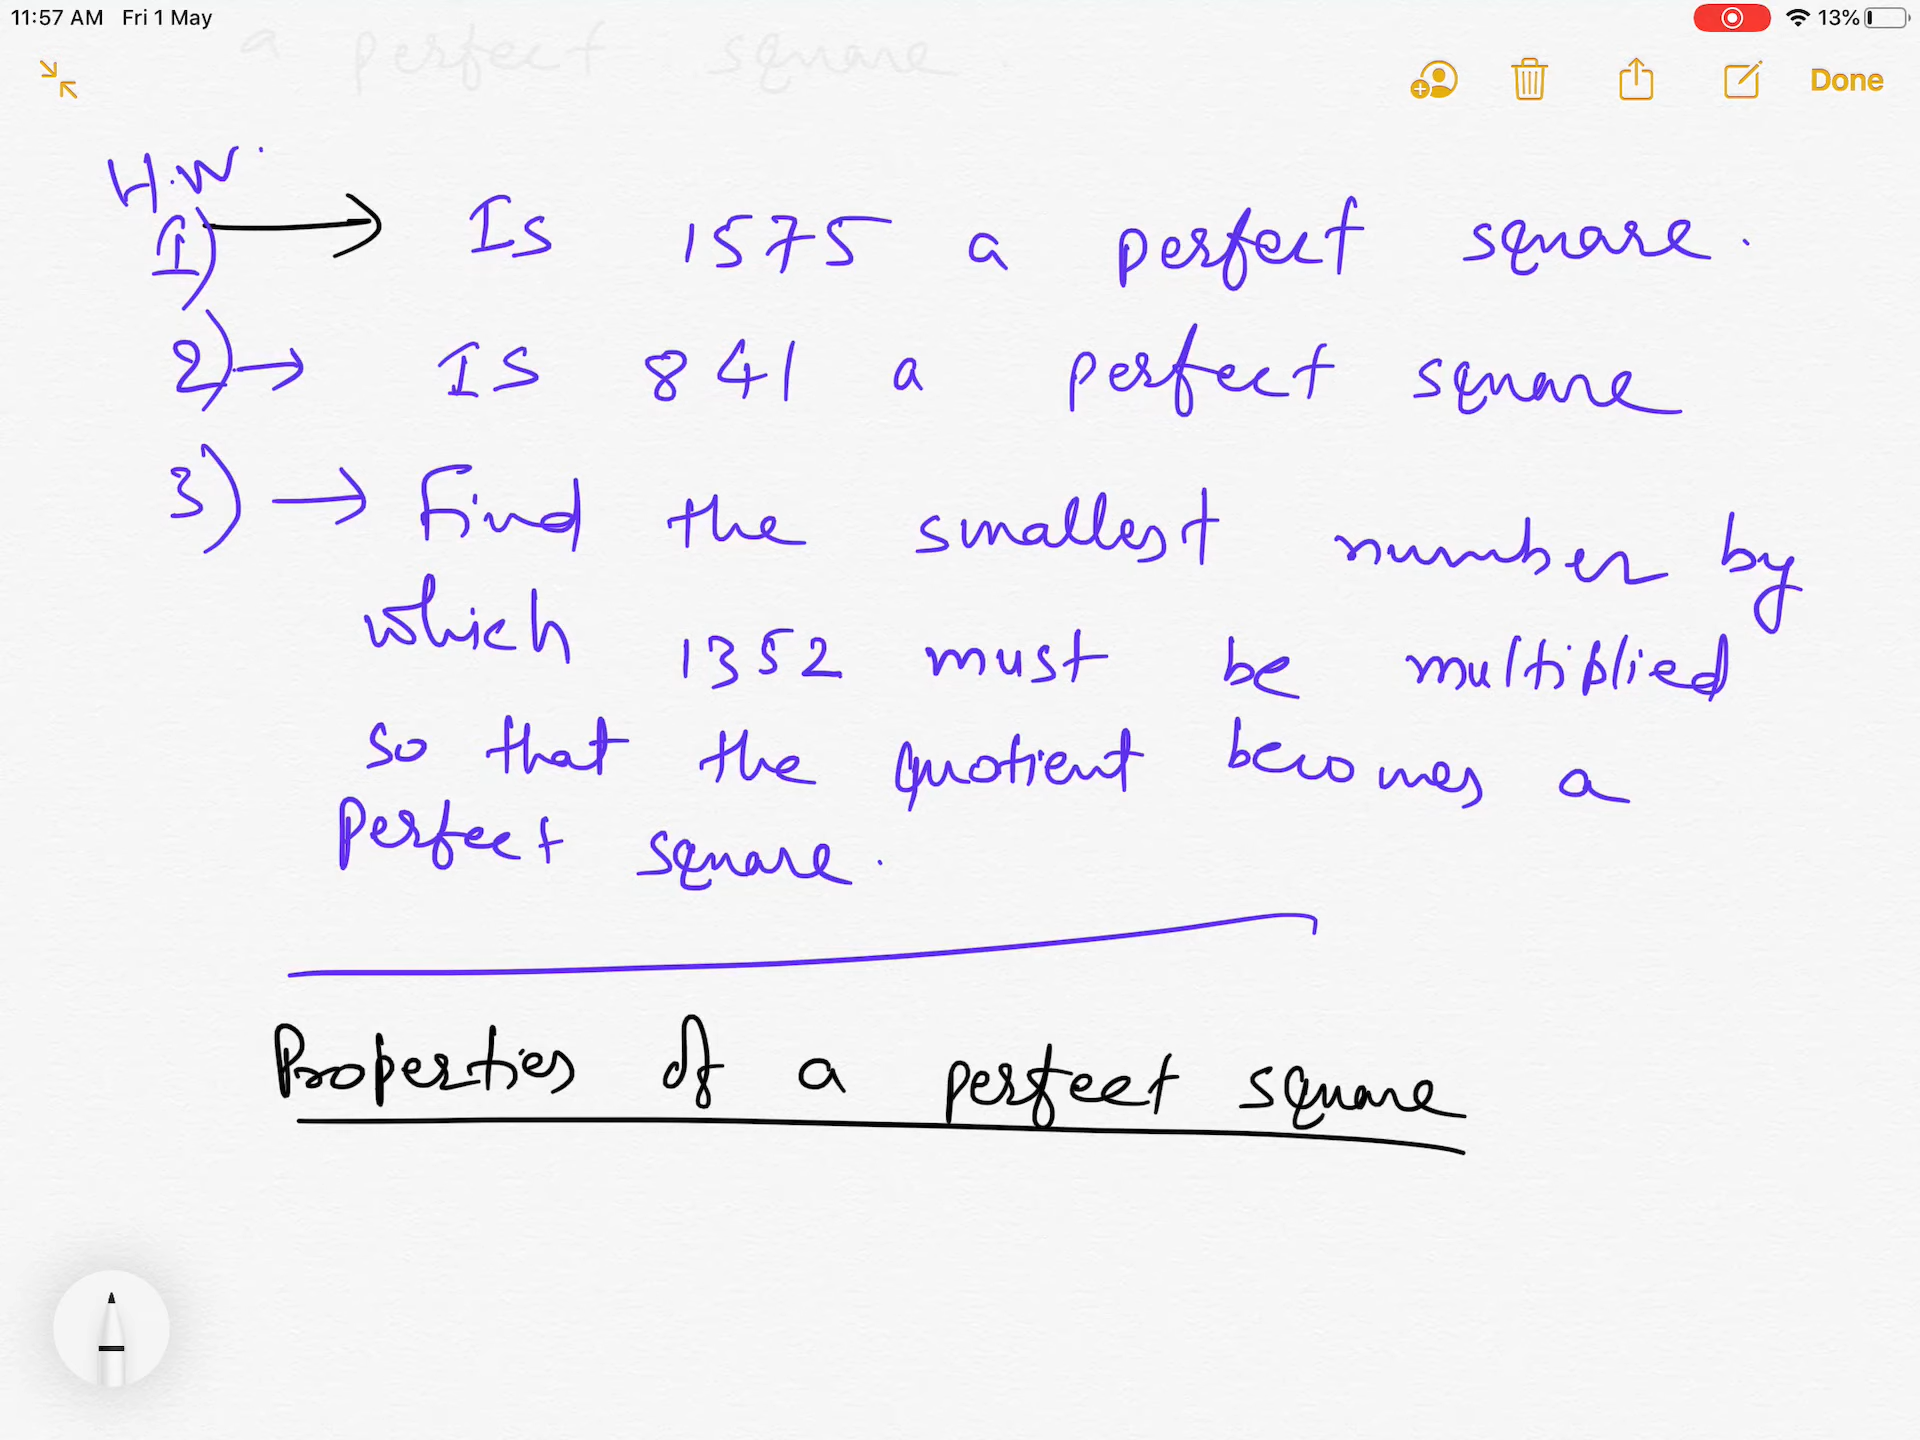 11:57 AM Fri 1 May 13%
a perfect square.
Done
H.W.
1) → Is 1575 a perfect square.
2) → Is 841 a perfect square
3) → Find the smallest number by
which 1352 must be multiplied
so that the quotient becomes a
perfect square.
Properties of a perfect square